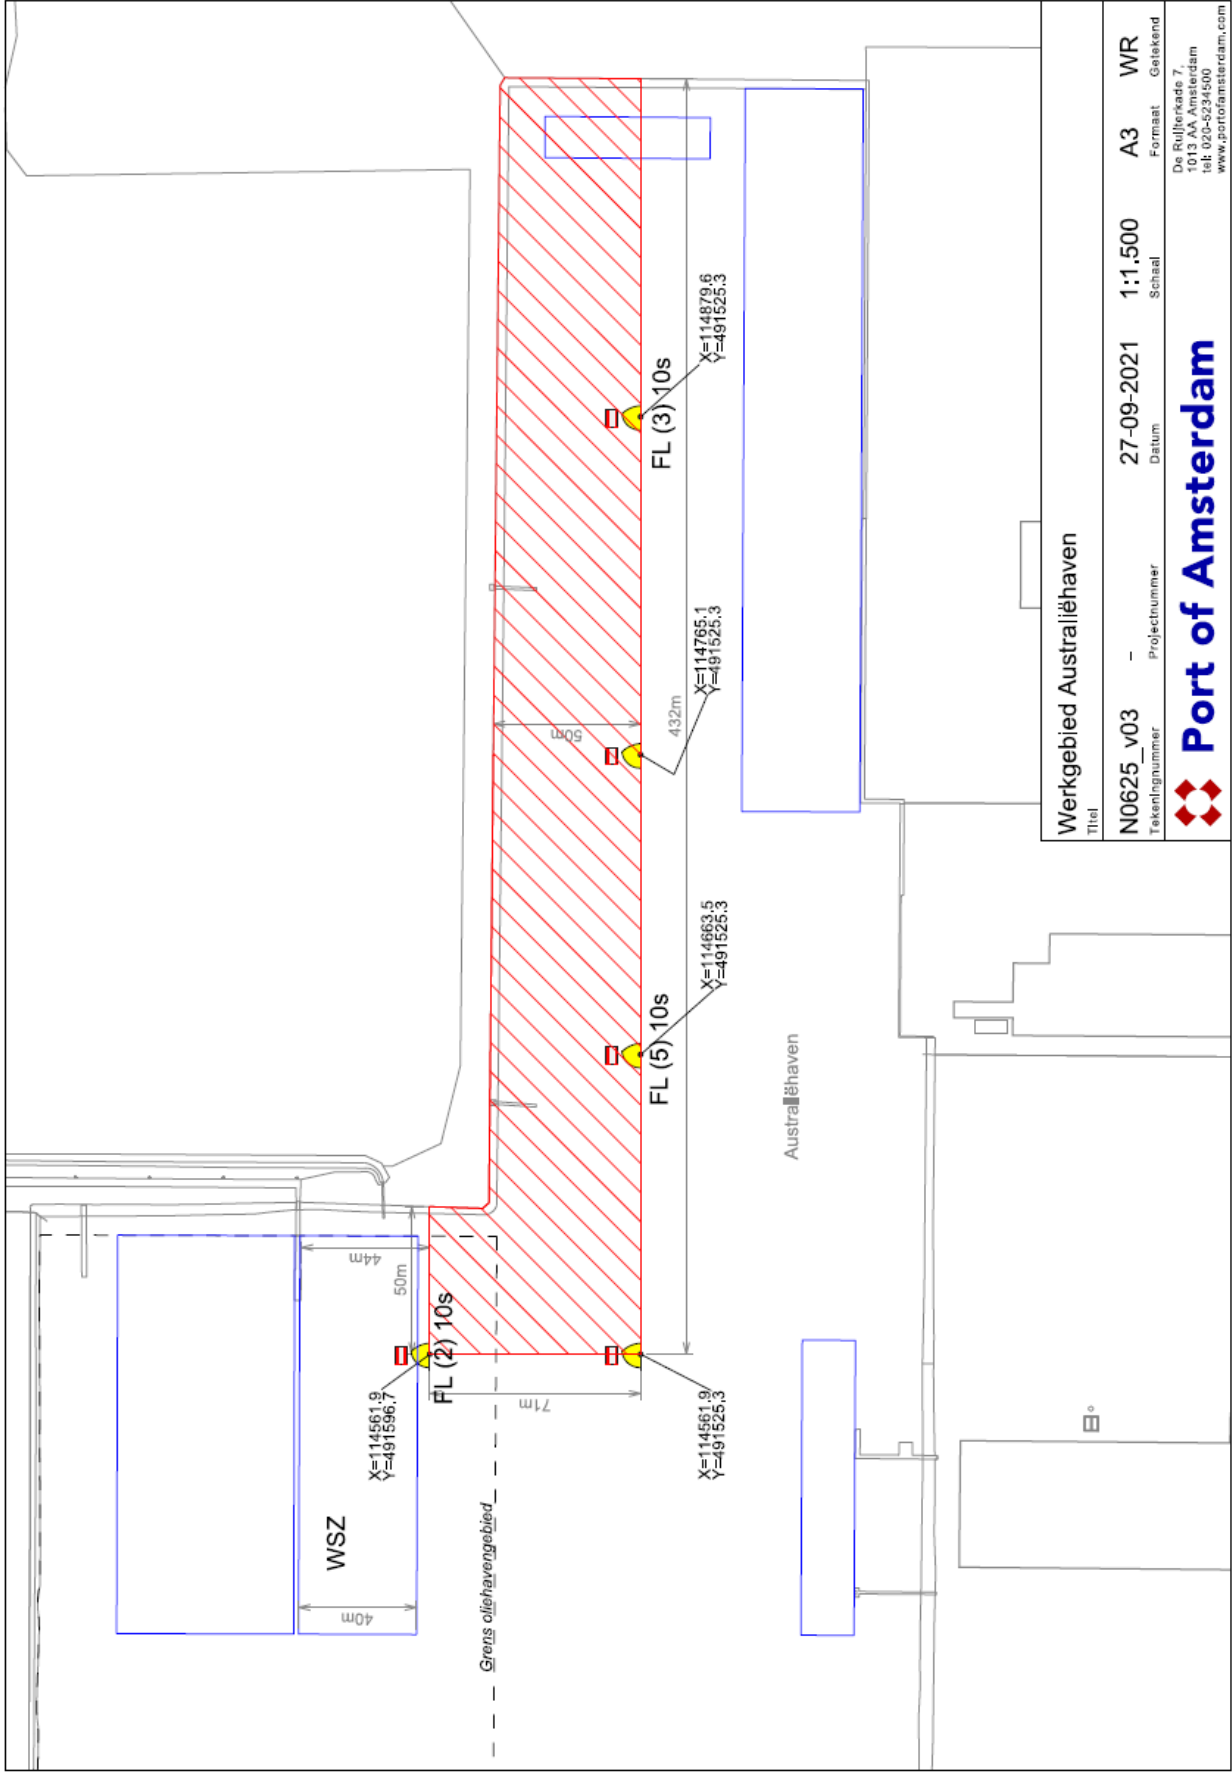 X=114561.9
Y=491596.7
FL (2) 10s
50m
44m
40m
WSZ
71m
Grens oliehavengebied
X=114561.9
Y=491525.3
FL (5) 10s
X=114663.5
Y=491525.3
50m
432m
X=114765.1
Y=491525.3
FL (3) 10s
X=114879.6
Y=491525.3
Australiëhaven
Werkgebied Australiëhaven
Titel
N0625_v03 - 27-09-2021 1:1.500 A3 WR
Tekeningnummer Projectnummer Datum Schaal Formaat Getekend
Port of Amsterdam
De Ruijterkade 7,
1013 AA Amsterdam
tel: 020-5234500
www.portofamsterdam.com